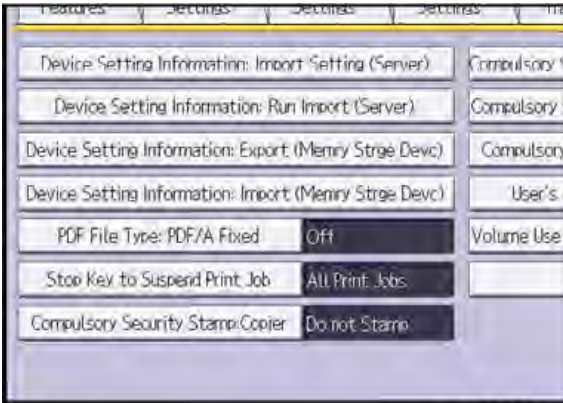 Features Settings Settings Settings
Device Setting Information: Import Setting (Server)
Compulsory
Device Setting Information: Run Import (Server)
Compulsory
Device Setting Information: Export (Memry Strge Devc)
Compulsory
Device Setting Information: Import (Memry Strge Devc)
User's
PDF File Type: PDF/A Fixed
Off
Volume Use
Stop Key to Suspend Print Job
All Print Jobs
Compulsory Security Stamp:Copier
Do not Stamp